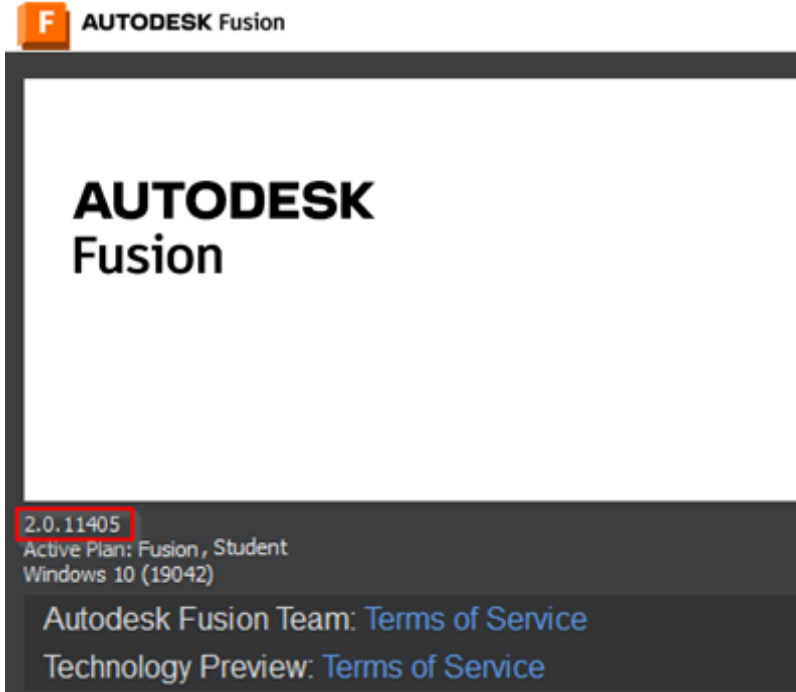 F AUTODESK Fusion
AUTODESK
Fusion
2.0.11405
Active Plan: Fusion, Student
Windows 10 (19042)
Autodesk Fusion Team: Terms of Service
Technology Preview: Terms of Service